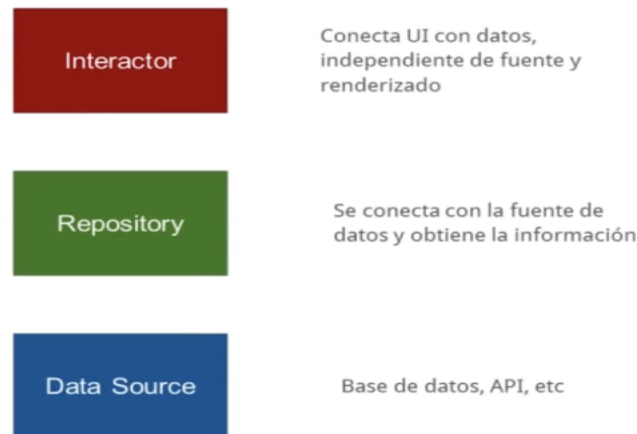 Interactor
Conecta UI con datos,
independiente de fuente y
renderizado
Repository
Se conecta con la fuente de
datos y obtiene la información
Data Source
Base de datos, API, etc